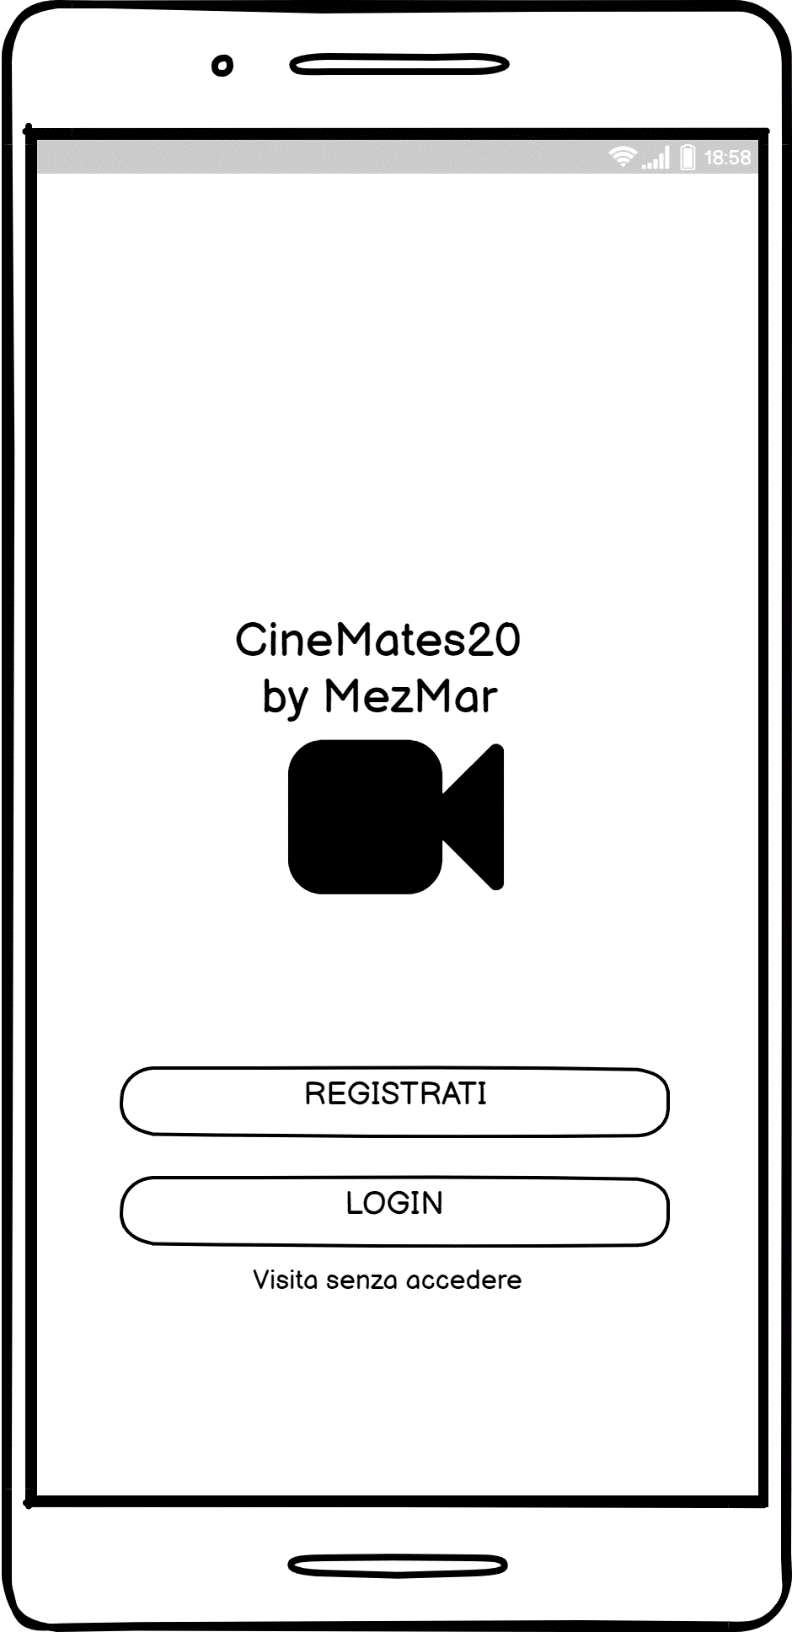 18:58
CineMates20
by MezMar
REGISTRATI
LOGIN
Visita senza accedere